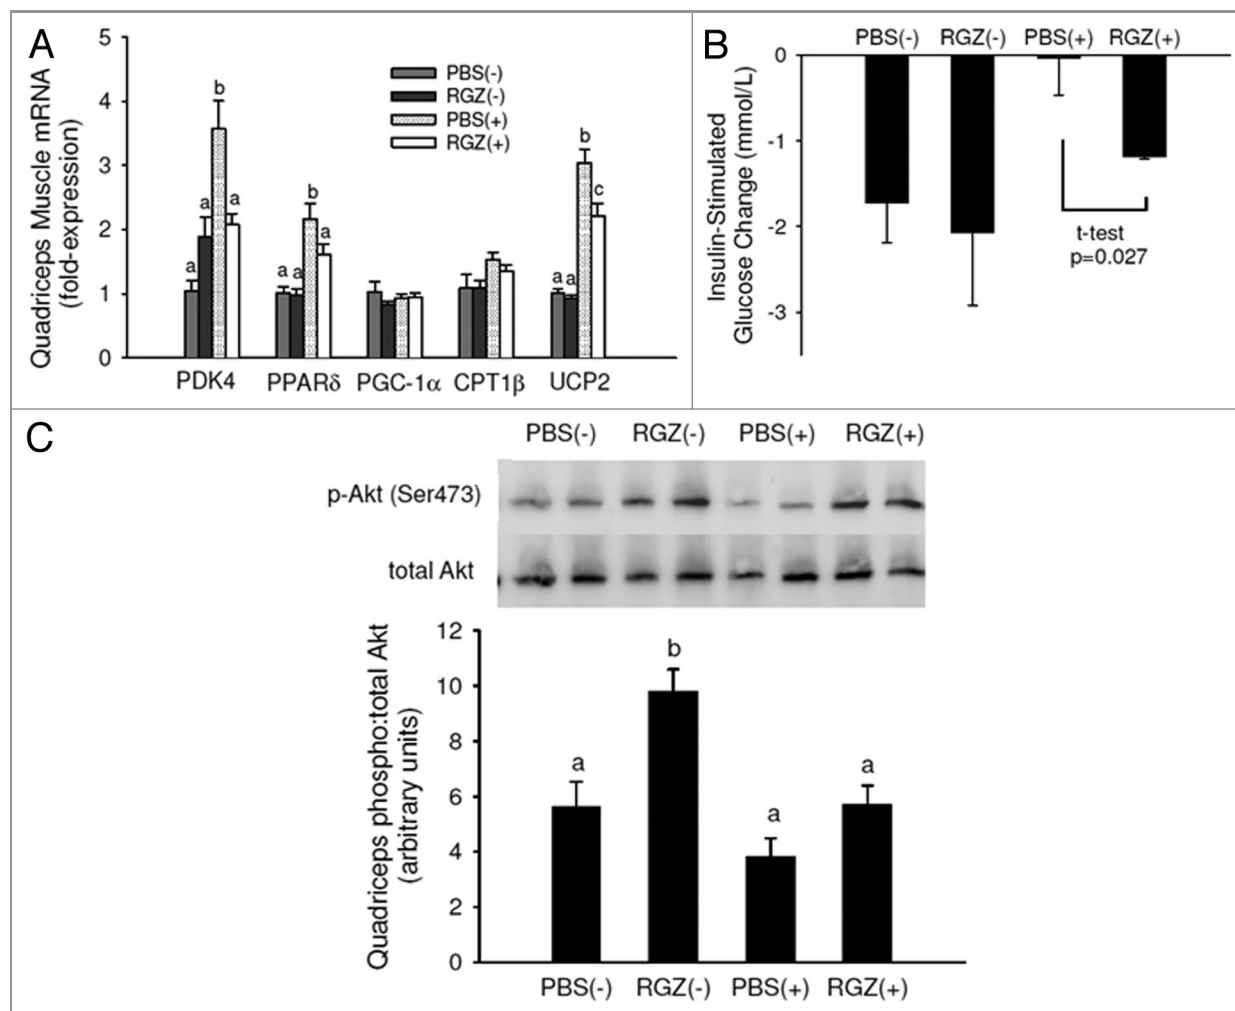 A
Quadriceps Muscle mRNA
(fold-expression)
5
4
3
2
1
0
PBS(-)
RGZ(-)
PBS(+)
RGZ(+)
a
a
b
a
a
a
b
a
a
a
b
c
PDK4
PPARδ
PGC-1α
CPT1β
UCP2
B
Insulin-Stimulated
Glucose Change (mmol/L)
PBS(-)
RGZ(-)
PBS(+)
RGZ(+)
0
-1
-2
-3
t-test
p=0.027
C
PBS(-)
RGZ(-)
PBS(+)
RGZ(+)
p-Akt (Ser473)
total Akt
Quadriceps phospho:total Akt
(arbitrary units)
12
10
8
6
4
2
0
a
b
a
a
PBS(-)
RGZ(-)
PBS(+)
RGZ(+)